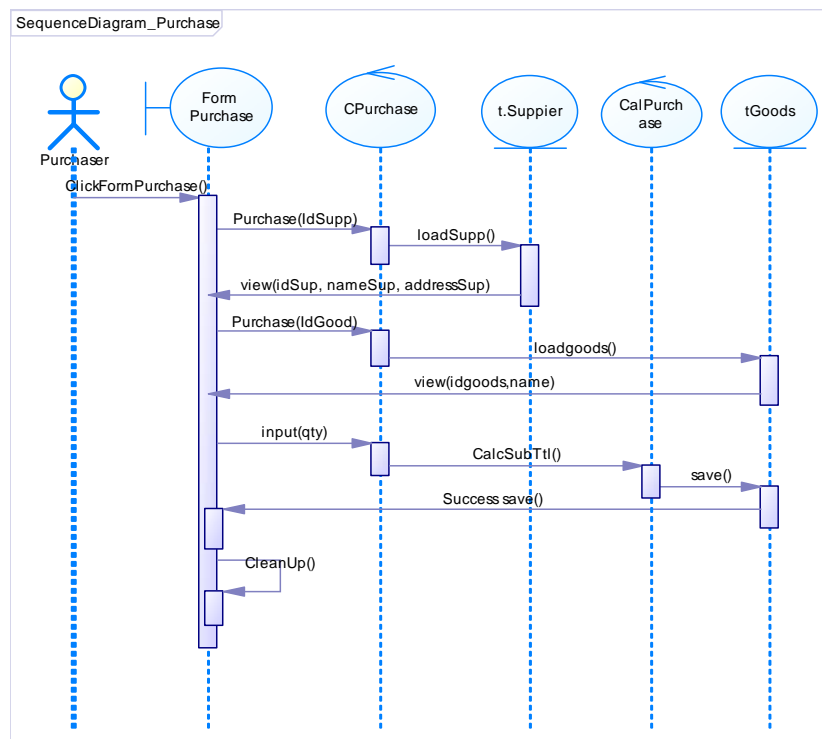 SequenceDiagram_Purchase
Form
Purchase
CPurchase
t.Suppier
CalPurch
ase
tGoods
Purchaser
ClickFormPurchase()
Purchase(IdSupp)
loadSupp()
view(idSup, nameSup, addressSup)
Purchase(IdGood)
loadgoods()
view(idgoods,name)
input(qty)
CalcSubTtl()
save()
Success save()
CleanUp()